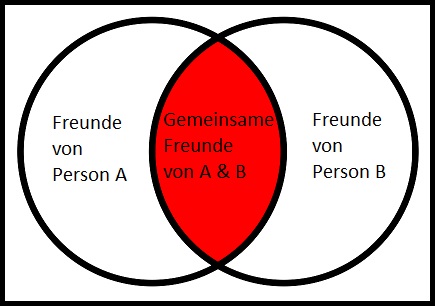 Freunde
von
Person A
Gemeinsame
Freunde
von A & B
Freunde
von
Person B